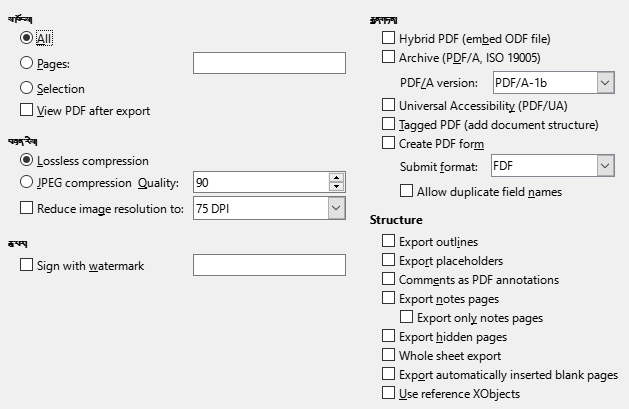 All
Pages:
Selection
View PDF after export
Lossless compression
JPEG compression Quality: 90
Reduce image resolution to: 75 DPI
Sign with watermark
Hybrid PDF (embed ODF file)
Archive (PDF/A, ISO 19005)
PDF/A version: PDF/A-1b
Universal Accessibility (PDF/UA)
Tagged PDF (add document structure)
Create PDF form
Submit format: FDF
Allow duplicate field names
Structure
Export outlines
Export placeholders
Comments as PDF annotations
Export notes pages
Export only notes pages
Export hidden pages
Whole sheet export
Export automatically inserted blank pages
Use reference XObjects